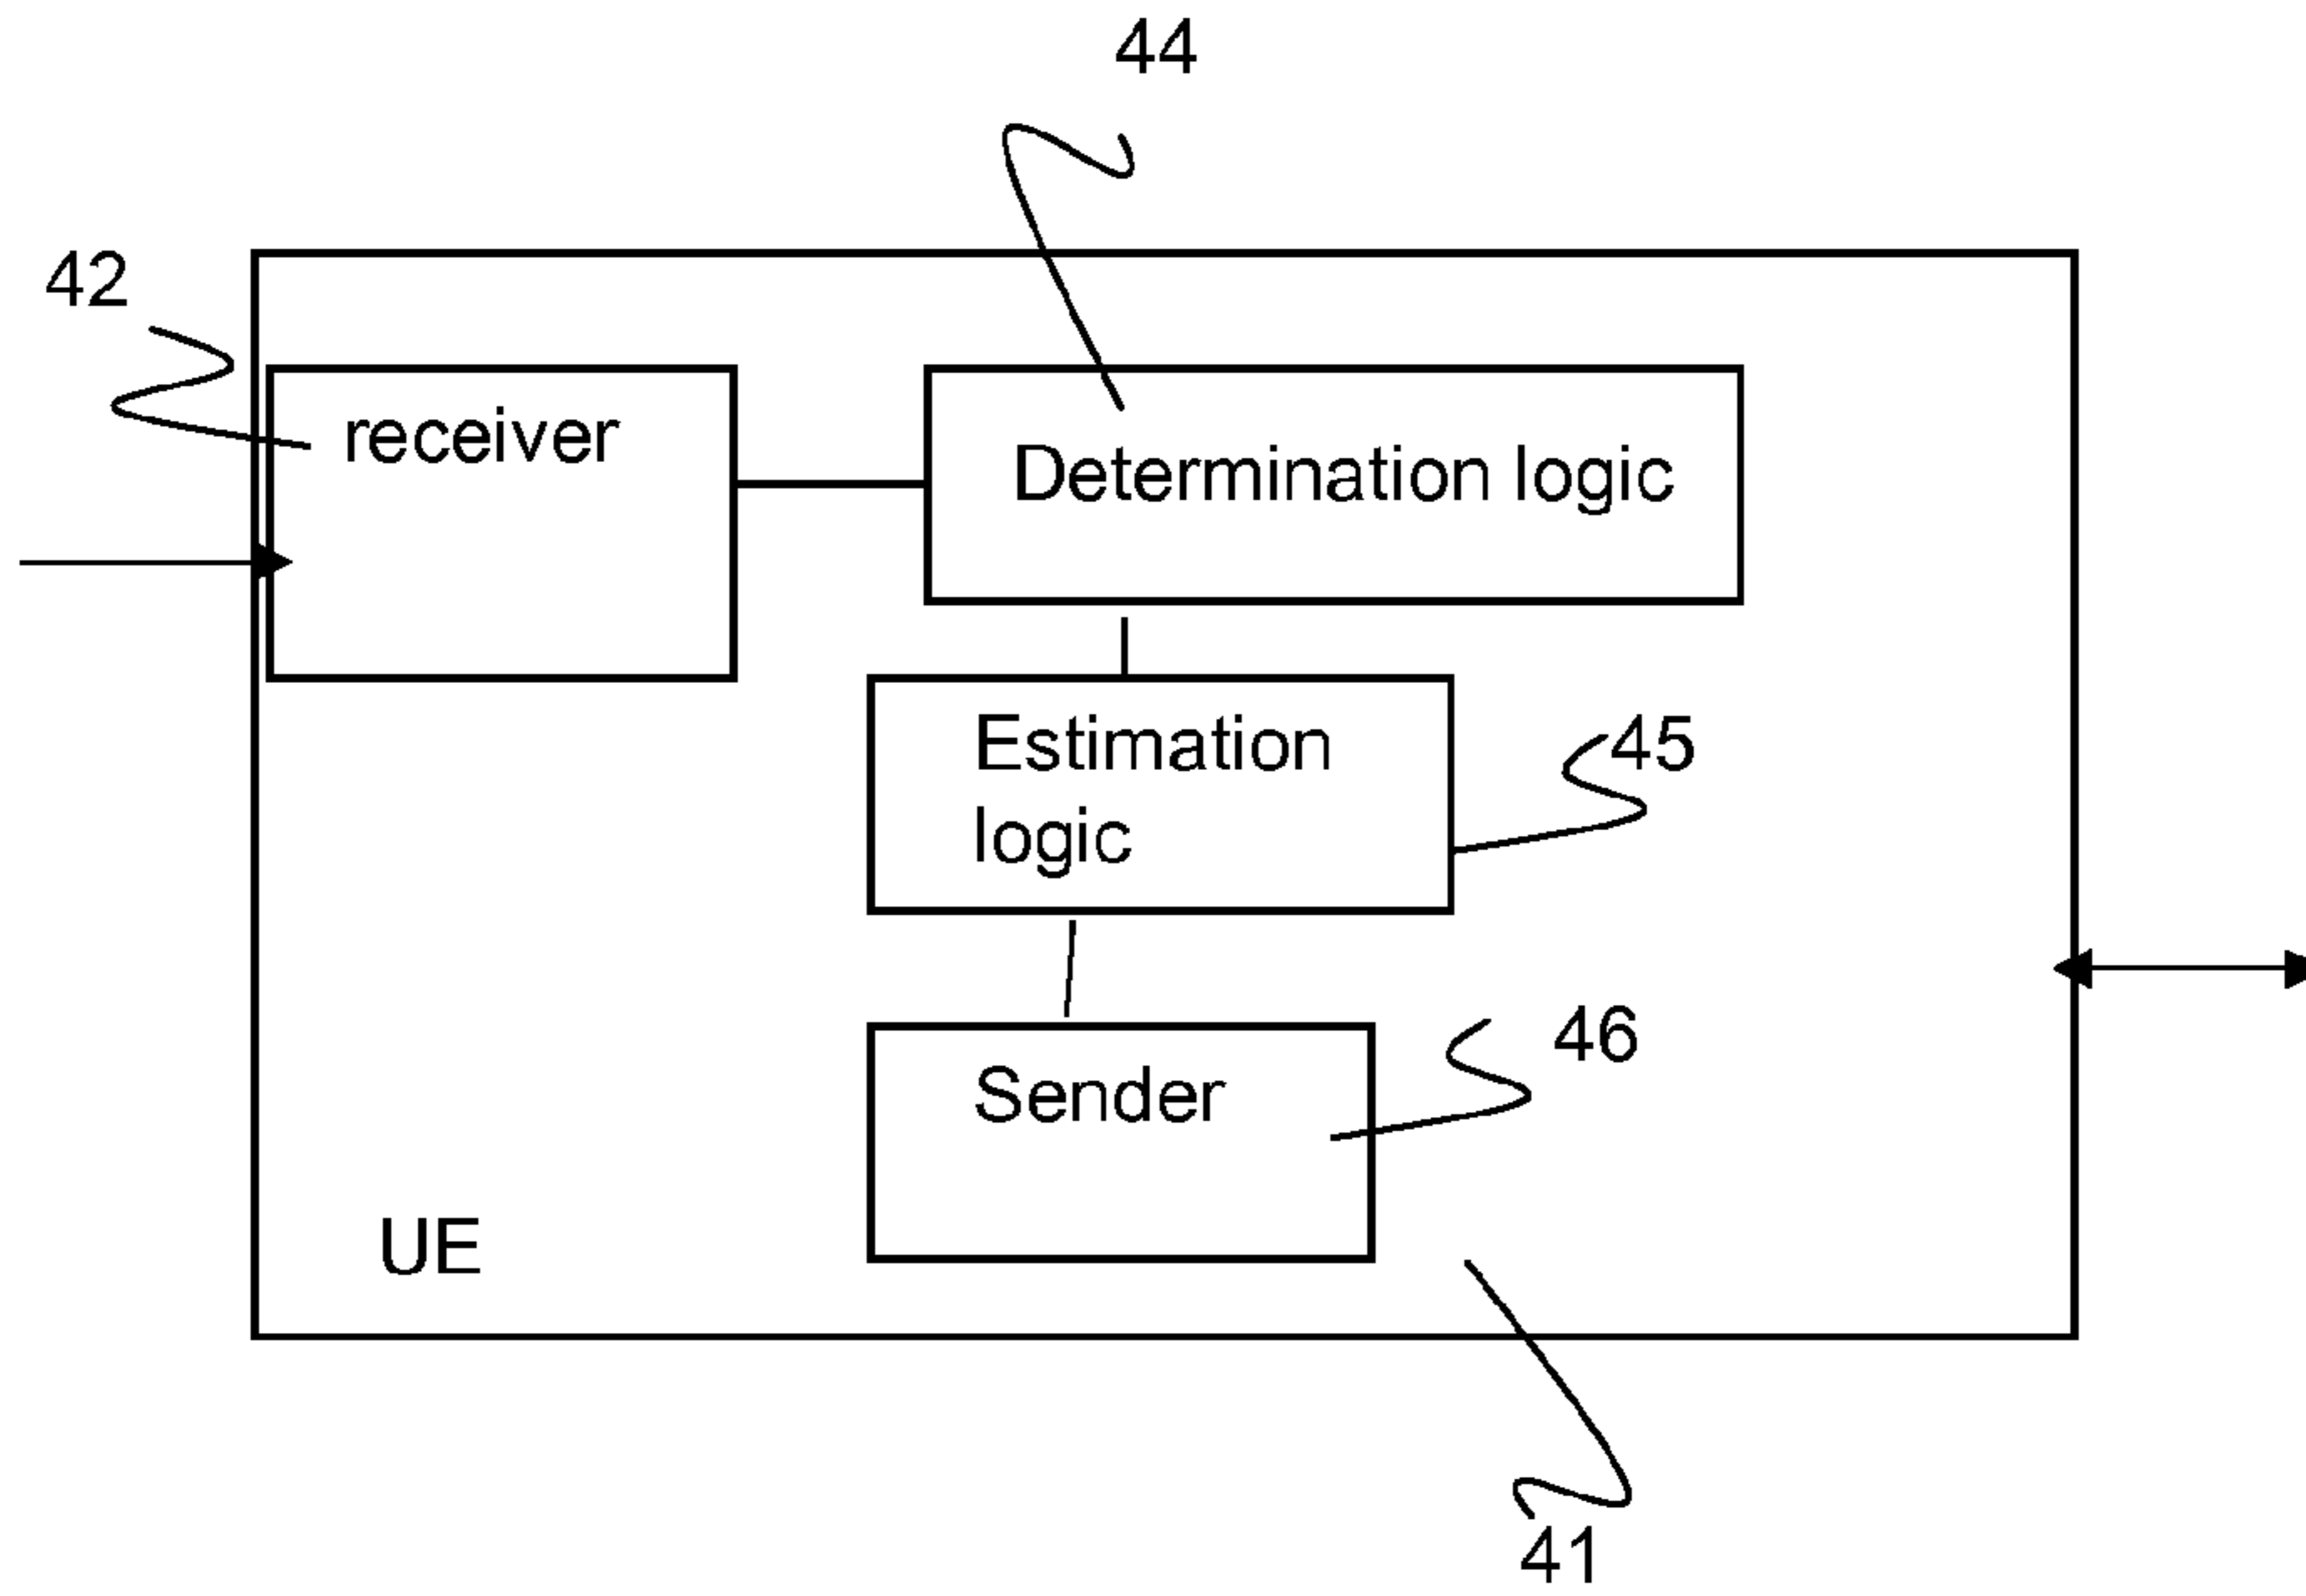 44
42
receiver
Determination logic
Estimation
logic
45
Sender
46
UE
41